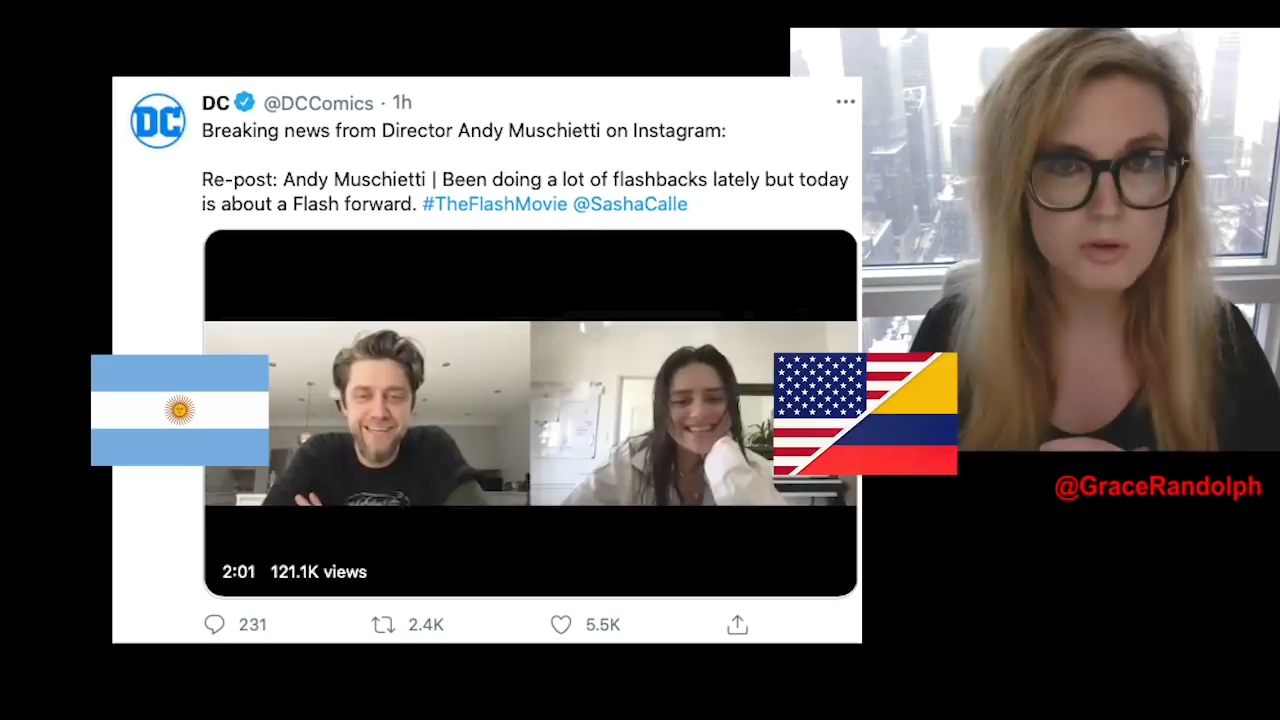 DC
DC @DCComics · 1h
Breaking news from Director Andy Muschietti on Instagram:
Re-post: Andy Muschietti | Been doing a lot of flashbacks lately but today
is about a Flash forward. #TheFlashMovie @SashaCalle
2:01 121.1K views
231 2.4K 5.5K
@GraceRandolph